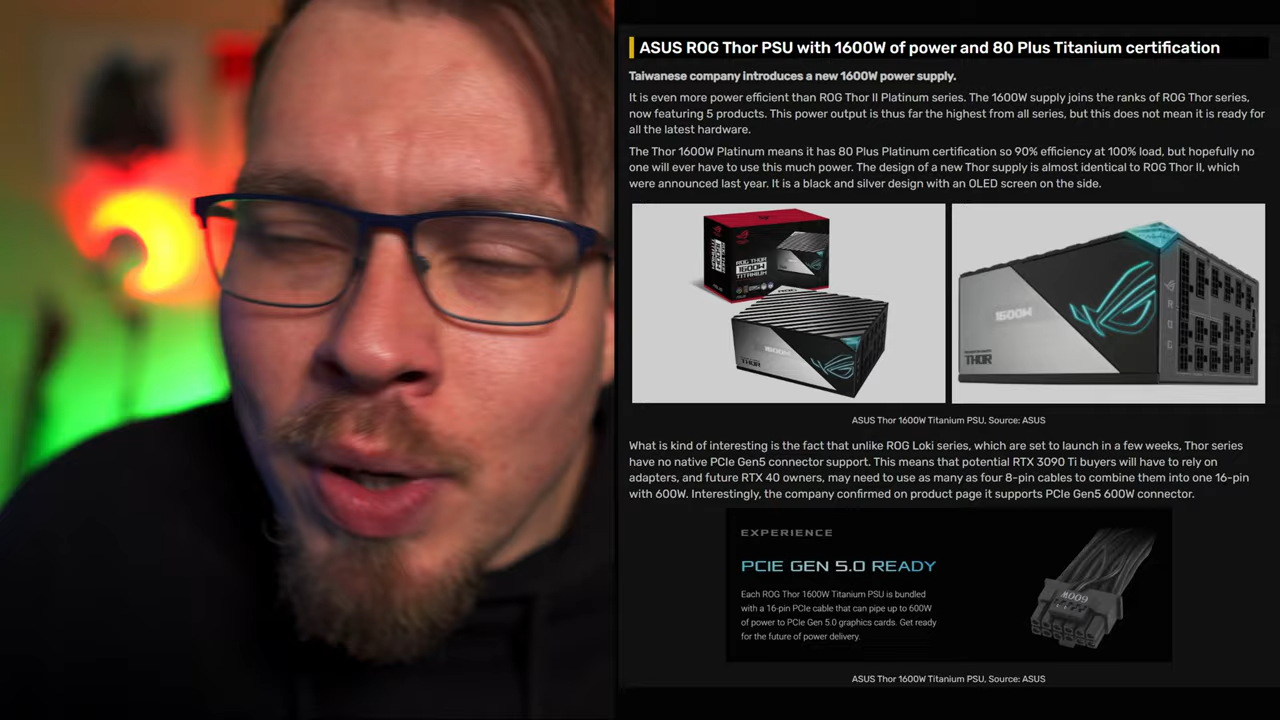 ASUS ROG Thor PSU with 1600W of power and 80 Plus Titanium certification
Taiwanese company introduces a new 1600W power supply.
It is even more power efficient than ROG Thor II Platinum series. The 1600W supply joins the ranks of ROG Thor series,
now featuring 5 products. This power output is thus far the highest from all series, but this does not mean it is ready for
all the latest hardware.
The Thor 1600W Platinum means it has 80 Plus Platinum certification so 90% efficiency at 100% load, but hopefully no
one will ever have to use this much power. The design of a new Thor supply is almost identical to ROG Thor II, which
were announced last year. It is a black and silver design with an OLED screen on the side.
ROG THOR
1600W
TITANIUM
1600W
THOR
1600W
THOR
ROG
ASUS Thor 1600W Titanium PSU, Source: ASUS
What is kind of interesting is the fact that unlike ROG Loki series, which are set to launch in a few weeks, Thor series
have no native PCIe Gen5 connector support. This means that potential RTX 3090 Ti buyers will have to rely on
adapters, and future RTX 40 owners, may need to use as many as four 8-pin cables to combine them into one 16-pin
with 600W. Interestingly, the company confirmed on product page it supports PCIe Gen5 600W connector.
EXPERIENCE
PCIE GEN 5.0 READY
Each ROG Thor 1600W Titanium PSU is bundled
with a 16-pin PCIe cable that can pipe up to 600W
of power to PCIe Gen 5.0 graphics cards. Get ready
for the future of power delivery.
600W
ASUS Thor 1600W Titanium PSU, Source: ASUS